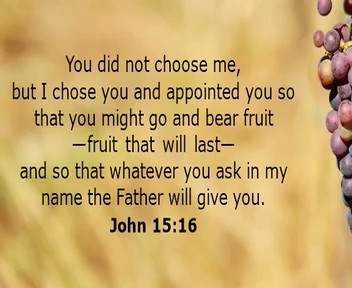 You did not choose me,
but I chose you and appointed you so
that you might go and bear fruit
—fruit that will last—
and so that whatever you ask in my
name the Father will give you.
John 15:16